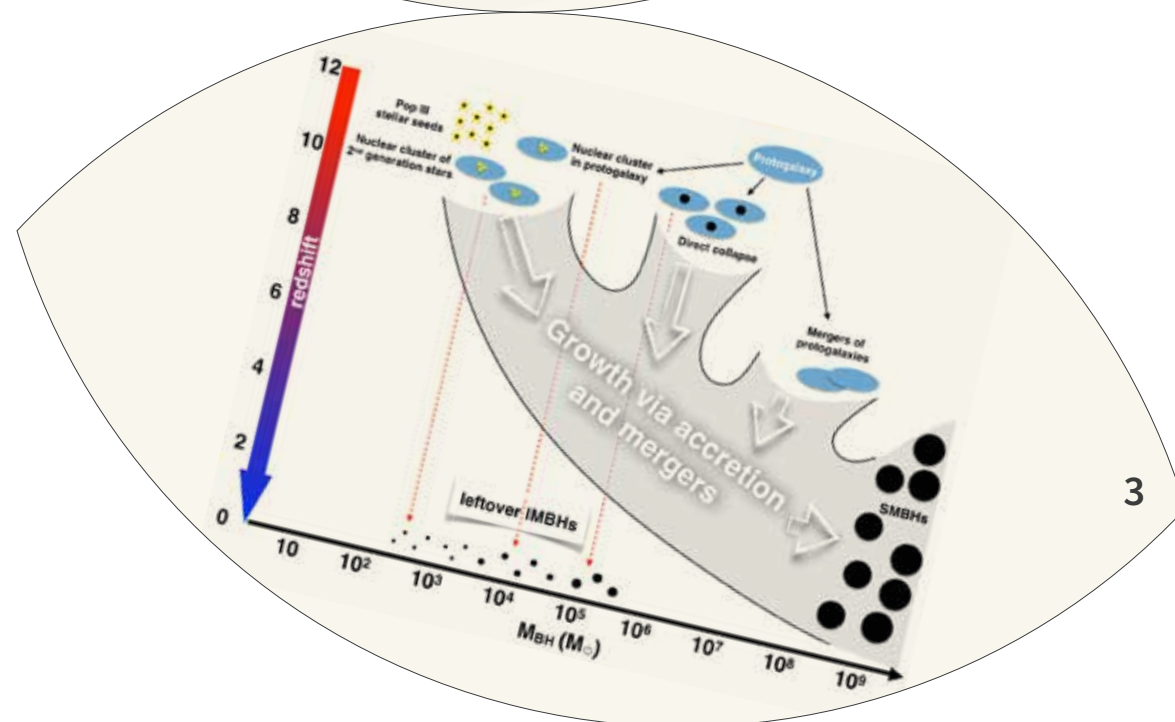 12
10
8
6
4
2
0
redshift
Pop III
stellar seeds
Nuclear cluster of
2nd generation stars
Nuclear cluster
in protogalaxy
Protogalaxy
Direct collapse
Mergers of
protogalaxies
Growth via accretion
and mergers
leftover IMBHs
SMBHs
10
10²
10³
10⁴
10⁵
10⁶
10⁷
10⁸
10⁹
MBH (M☉)
3